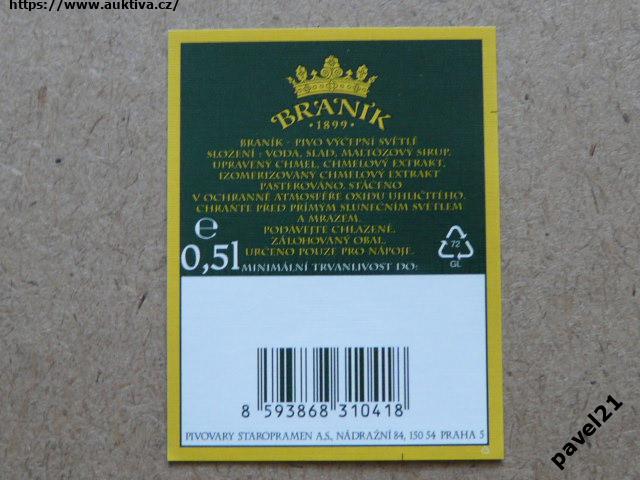 https://www.auktiva.cz/
BRANÍK
·1899·
BRANÍK - PIVO VÝČEPNÍ SVĚTLÉ
SLOŽENÍ : VODA, SLAD, MALTÓZOVÝ SIRUP,
UPRAVENÝ CHMEL, CHMELOVÝ EXTRAKT,
IZOMERIZOVANÝ CHMELOVÝ EXTRAKT
PASTEROVÁNO. STÁČENO
V OCHRANNÉ ATMOSFÉŘE OXIDU UHLIČITÉHO.
CHRAŇTE PŘED PŘÍMÝM SLUNEČNÍM SVĚTLEM
A MRAZEM.
PODÁVEJTE CHLAZENÉ.
ZÁLOHOVANÝ OBAL.
URČENO POUZE PRO NÁPOJE.
e
0,5l MINIMÁLNÍ TRVANLIVOST DO:
72
GL
8 593868 310418
PIVOVARY STAROPRAMEN A.S., NÁDRAŽNÍ 84, 150 54 PRAHA 5
pavel21